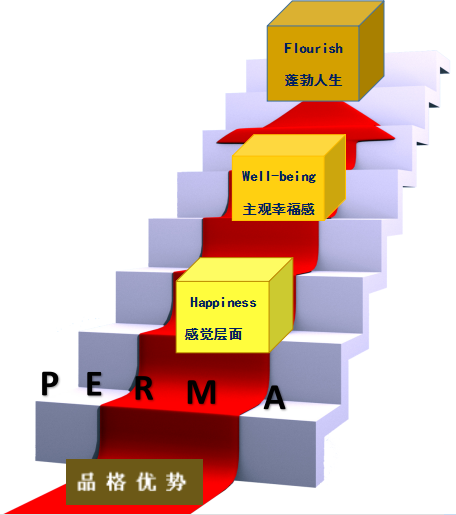 Flourish
蓬勃人生
Well-being
主观幸福感
Happiness
感觉层面
P E R M A
品格优势